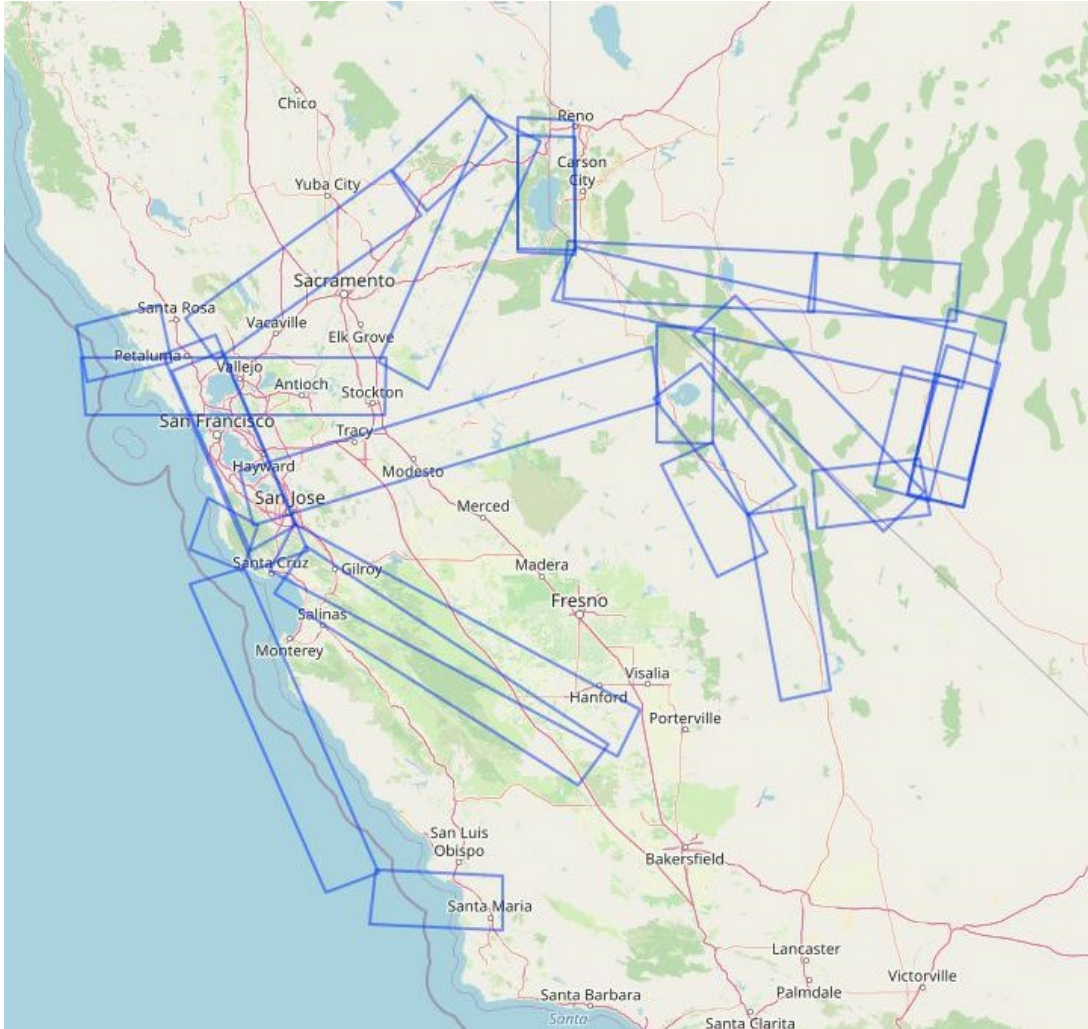 Chico
Reno
Carson
City
Yuba City
Sacramento
Santa Rosa
Vacaville
Elk Grove
Petaluma
Vallejo
Antioch
Stockton
San Francisco
Tracy
Hayward
Modesto
San Jose
Merced
Santa Cruz
Gilroy
Madera
Fresno
Salinas
Monterey
Visalia
Hanford
Porterville
San Luis
Obispo
Bakersfield
Santa Maria
Lancaster
Palmdale
Victorville
Santa Barbara
Santa
Santa Clarita